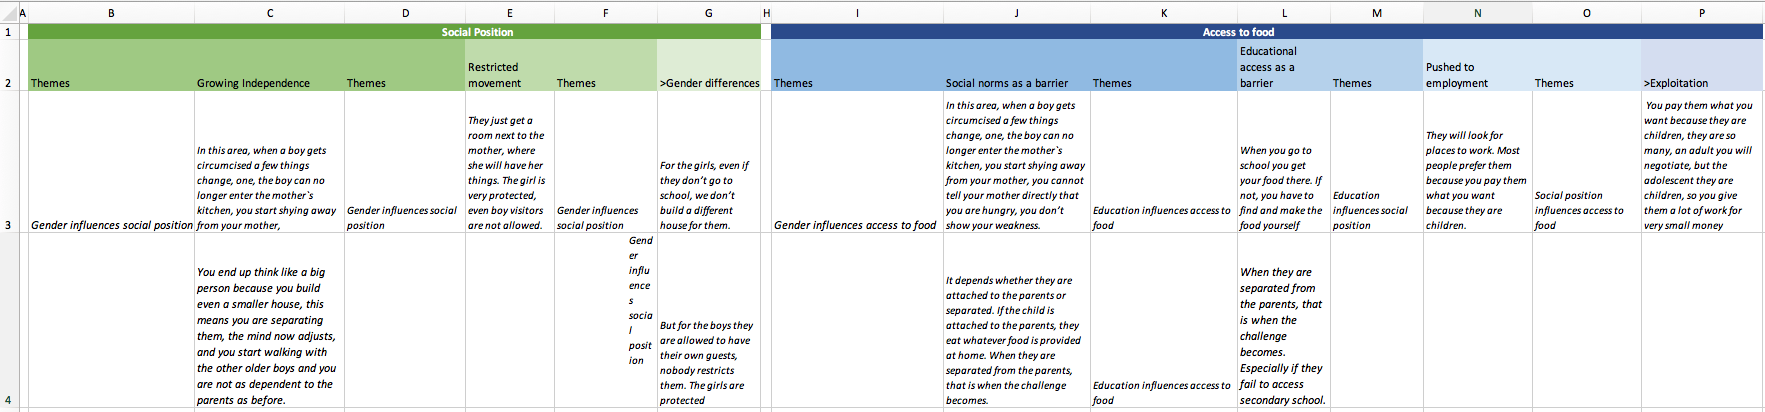 A B C D E F G H I J K L M N O P
1 Social Position Access to food
2 Themes
Growing Independence
Themes
Restricted
movement
Themes
>Gender differences
Themes
Social norms as a barrier
Themes
Educational
access as a
barrier
Themes
Pushed to
employment
Themes
>Exploitation
3
Gender influences social position
In this area, when a boy gets
circumcised a few things
change, one, the boy can no
longer enter the mother`s
kitchen, you start shying away
from your mother,
Gender influences social
position
They just get a
room next to the
mother, where
she will have her
things. The girl is
very protected,
even boy visitors
are not allowed.
Gender influences
social position
For the girls, even if
they don't go to
school, we don't
build a different
house for them.
Gender influences access to food
In this area, when a boy gets
circumcised a few things
change, one, the boy can no
longer enter the mother`s
kitchen, you start shying away
from your mother, you cannot
tell your mother directly that
you are hungry, you don't
show your weakness.
Education influences access to
food
When you go to
school you get
your food there. If
not, you have to
find and make the
food yourself
Education
influences social
position
They will look for
places to work. Most
people prefer them
because you pay them
what you want
because they are
children.
Social position
influences access to
food
You pay them what you
want because they are
children, they are so
many, an adult you will
negotiate, but the
adolescent they are
children, so you give
them a lot of work for
very small money
4
You end up think like a big
person because you build
even a smaller house, this
means you are separating
them, the mind now adjusts,
and you start walking with
the other older boys and you
are not as dependent to the
parents as before.
Gend
er
influ
ence
s
socia
l
posit
ion
But for the boys they
are allowed to have
their own guests,
nobody restricts
them. The girls are
protected
It depends whether they are
attached to the parents or
separated. If the child is
attached to the parents, they
eat whatever food is provided
at home. When they are
separated from the parents,
that is when the challenge
becomes.
Education influences access to
food
When they are
separated from
the parents, that
is when the
challenge
becomes.
Especially if they
fail to access
secondary school.